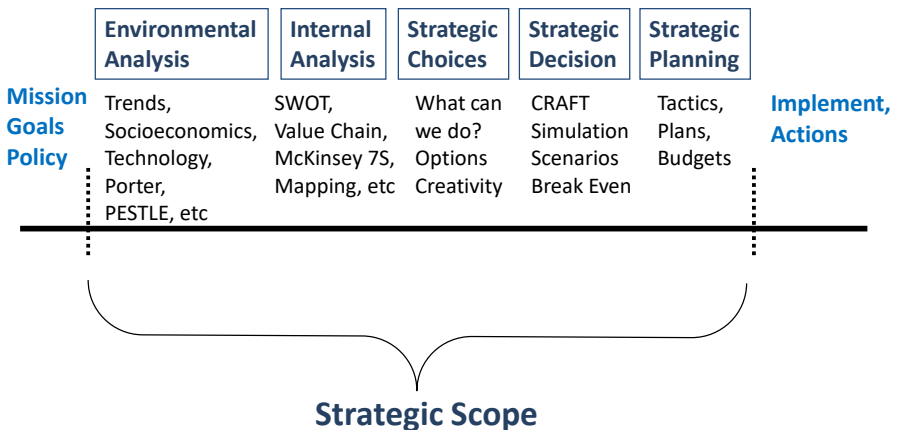 Environmental
Analysis
Internal
Analysis
Strategic
Choices
Strategic
Decision
Strategic
Planning
Mission
Goals
Policy
Trends,
Socioeconomics,
Technology,
Porter,
PESTLE, etc
SWOT,
Value Chain,
McKinsey 7S,
Mapping, etc
What can
we do?
Options
Creativity
CRAFT
Simulation
Scenarios
Break Even
Tactics,
Plans,
Budgets
Implement,
Actions
Strategic Scope